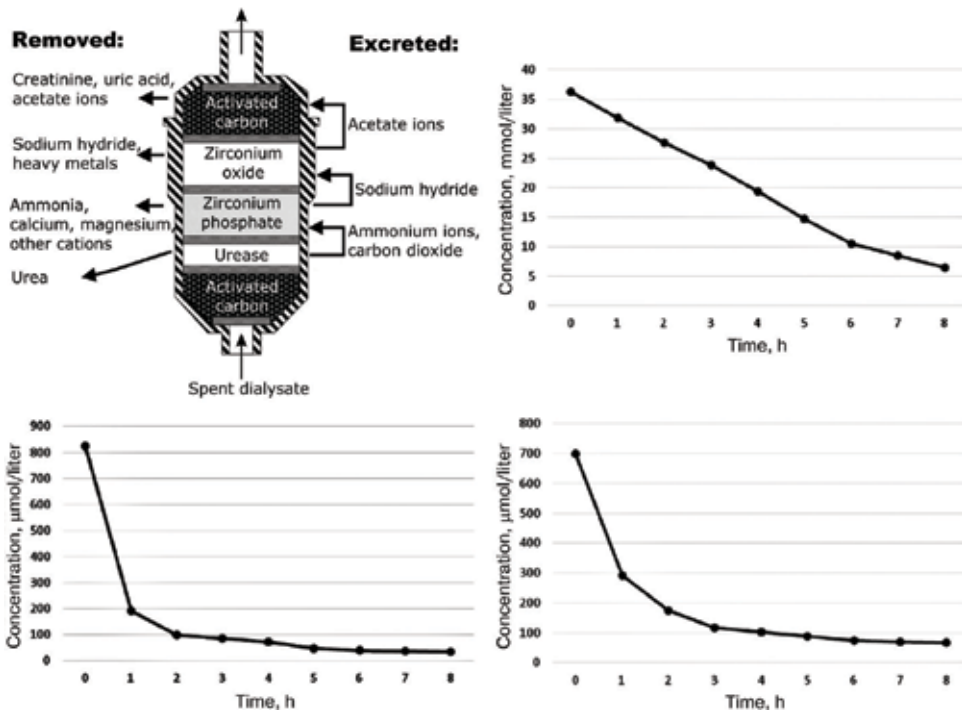 Removed:
Excreted:
Creatinine, uric acid,
acetate ions
Activated
carbon
Acetate ions
Sodium hydride,
heavy metals
Zirconium
oxide
Sodium hydride
Ammonia,
calcium, magnesium,
other cations
Zirconium
phosphate
Ammonium ions,
carbon dioxide
Urea
Urease
Activated
carbon
Spent dialysate
Concentration, mmol/liter
40
35
30
25
20
15
10
5
0
0 1 2 3 4 5 6 7 8
Time, h
Concentration, μmol/liter
900
800
700
600
500
400
300
200
100
0
0 1 2 3 4 5 6 7 8
Time, h
Concentration, μmol/liter
800
700
600
500
400
300
200
100
0
0 1 2 3 4 5 6 7 8
Time, h